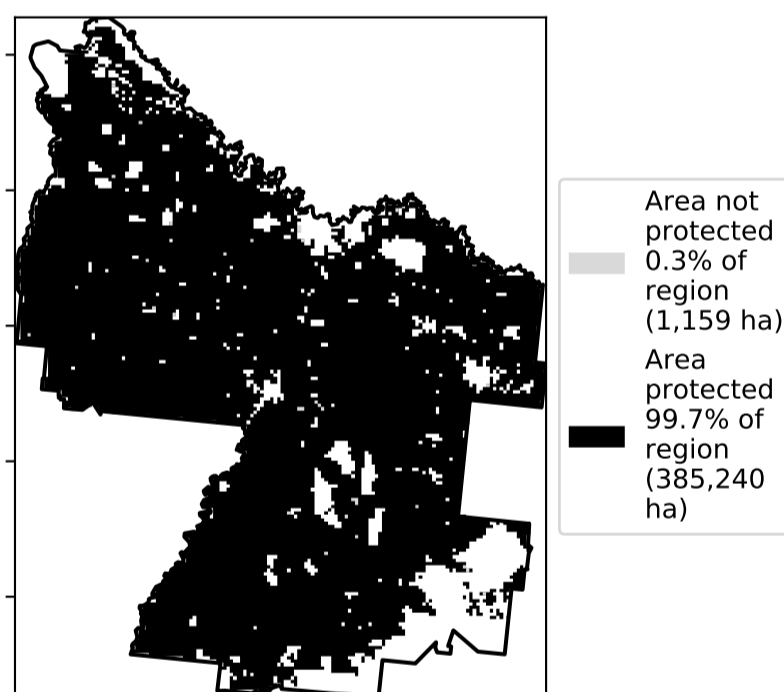 Area not
protected
0.3% of
region
(1,159 ha)
Area
protected
99.7% of
region
(385,240
ha)